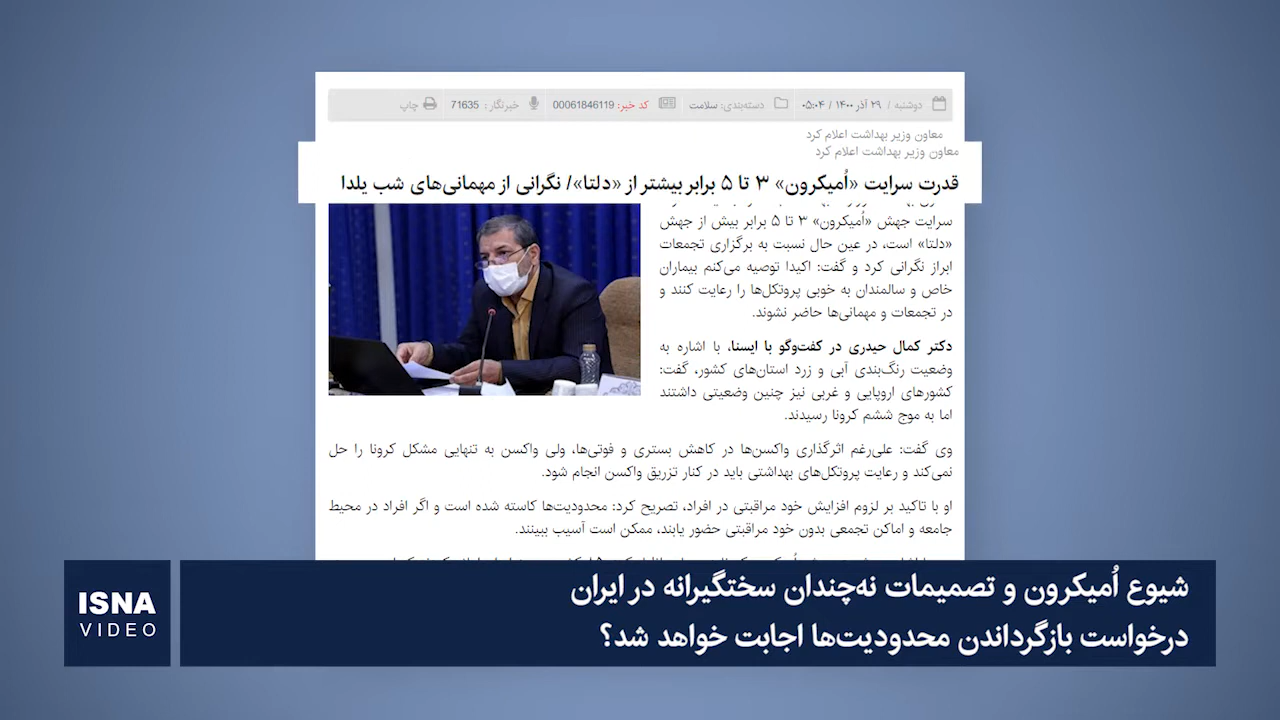 دوشنبه / ۲۹ آذر ۱۴۰۰ / ۰۵:۰۴ دسته‌بندی: سلامت کد خبر: 00061846119 خبرنگار : 71635 چاپ
معاون وزیر بهداشت اعلام کرد
معاون وزیر بهداشت اعلام کرد
قدرت سرایت «اُمیکرون» ۳ تا ۵ برابر بیشتر از «دلتا»/ نگرانی از مهمانی‌های شب یلدا
سرایت جهش «اُمیکرون» ۳ تا ۵ برابر بیش از جهش
«دلتا» است، در عین حال نسبت به برگزاری تجمعات
ابراز نگرانی کرد و گفت: اکیدا توصیه می‌کنم بیماران
خاص و سالمندان به خوبی پروتکل‌ها را رعایت کنند و
در تجمعات و مهمانی‌ها حاضر نشوند.
دکتر کمال حیدری در گفت‌وگو با ایسنا، با اشاره به
وضعیت رنگ‌بندی آبی و زرد استان‌های کشور، گفت:
کشورهای اروپایی و غربی نیز چنین وضعیتی داشتند
اما به موج ششم کرونا رسیدند.
وی گفت: علی‌رغم اثرگذاری واکسن‌ها در کاهش بستری و فوتی‌ها، ولی واکسن به تنهایی مشکل کرونا را حل
نمی‌کند و رعایت پروتکل‌های بهداشتی باید در کنار تزریق واکسن انجام شود.
او با تاکید بر لزوم افزایش خود مراقبتی در افراد، تصریح کرد: محدودیت‌ها کاسته شده است و اگر افراد در محیط
جامعه و اماکن تجمعی بدون خود مراقبتی حضور یابند، ممکن است آسیب ببینند.
شیوع اُمیکرون و تصمیمات نه‌چندان سختگیرانه در ایران
درخواست بازگرداندن محدودیت‌ها اجابت خواهد شد؟
ISNA
VIDEO